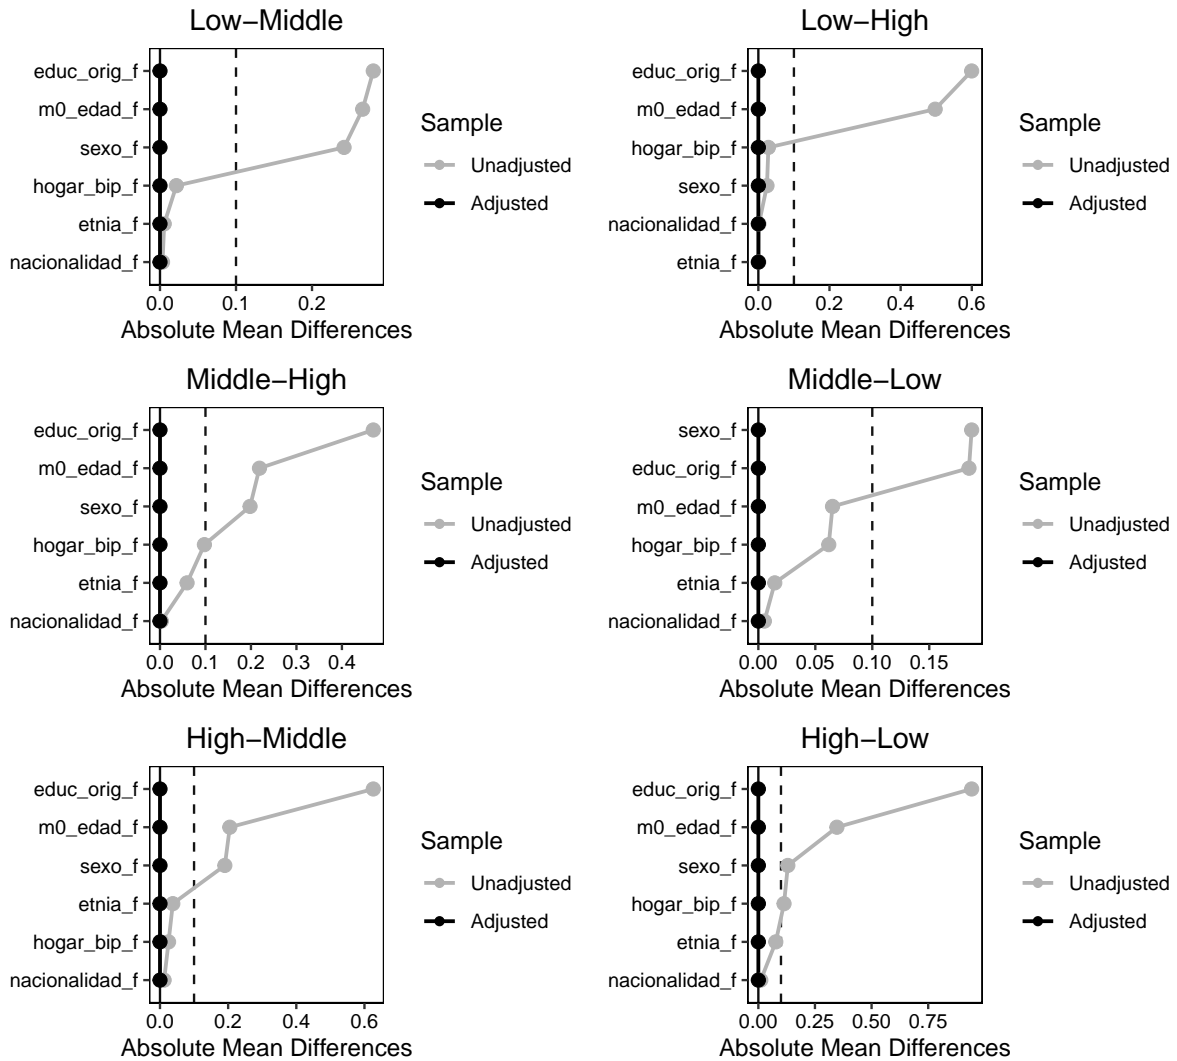 Low−Middle
educ_orig_f
m0_edad_f
sexo_f
hogar_bip_f
etnia_f
nacionalidad_f
0.0 0.1 0.2
Absolute Mean Differences
Sample
Unadjusted
Adjusted
Low−High
educ_orig_f
m0_edad_f
hogar_bip_f
sexo_f
nacionalidad_f
etnia_f
0.0 0.2 0.4 0.6
Absolute Mean Differences
Sample
Unadjusted
Adjusted
Middle−High
educ_orig_f
m0_edad_f
sexo_f
hogar_bip_f
etnia_f
nacionalidad_f
0.0 0.1 0.2 0.3 0.4
Absolute Mean Differences
Sample
Unadjusted
Adjusted
Middle−Low
sexo_f
educ_orig_f
m0_edad_f
hogar_bip_f
etnia_f
nacionalidad_f
0.00 0.05 0.10 0.15
Absolute Mean Differences
Sample
Unadjusted
Adjusted
High−Middle
educ_orig_f
m0_edad_f
sexo_f
etnia_f
hogar_bip_f
nacionalidad_f
0.0 0.2 0.4 0.6
Absolute Mean Differences
Sample
Unadjusted
Adjusted
High−Low
educ_orig_f
m0_edad_f
sexo_f
hogar_bip_f
etnia_f
nacionalidad_f
0.00 0.25 0.50 0.75
Absolute Mean Differences
Sample
Unadjusted
Adjusted